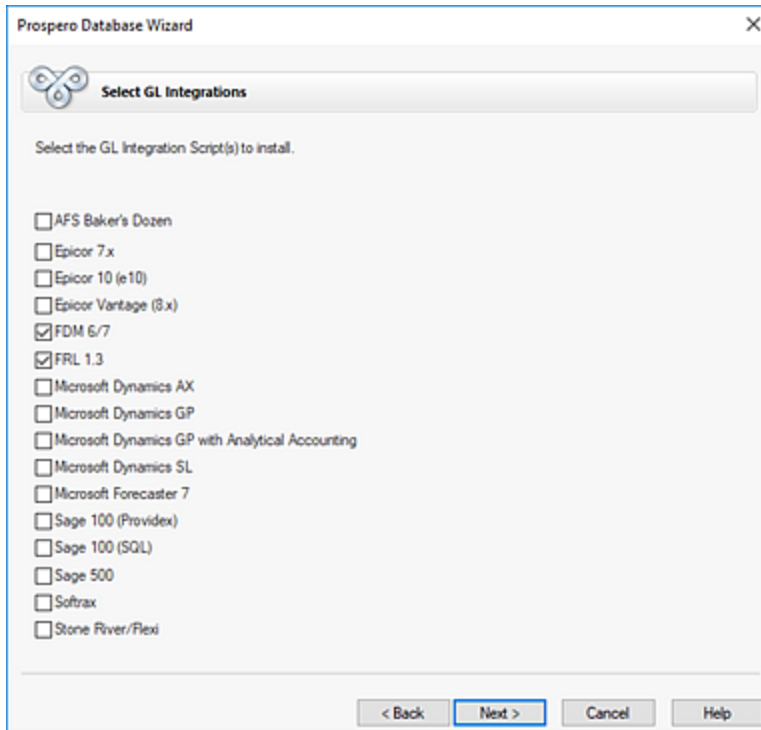 Prospero Database Wizard
Select GL Integrations
Select the GL Integration Script(s) to install.
AFS Baker's Dozen
Epicor 7.x
Epicor 10 (e10)
Epicor Vantage (8.x)
FDM 6/7
FRL 1.3
Microsoft Dynamics AX
Microsoft Dynamics GP
Microsoft Dynamics GP with Analytical Accounting
Microsoft Dynamics SL
Microsoft Forecaster 7
Sage 100 (Providex)
Sage 100 (SQL)
Sage 500
Softrax
Stone River/Flexi
< Back Next > Cancel Help